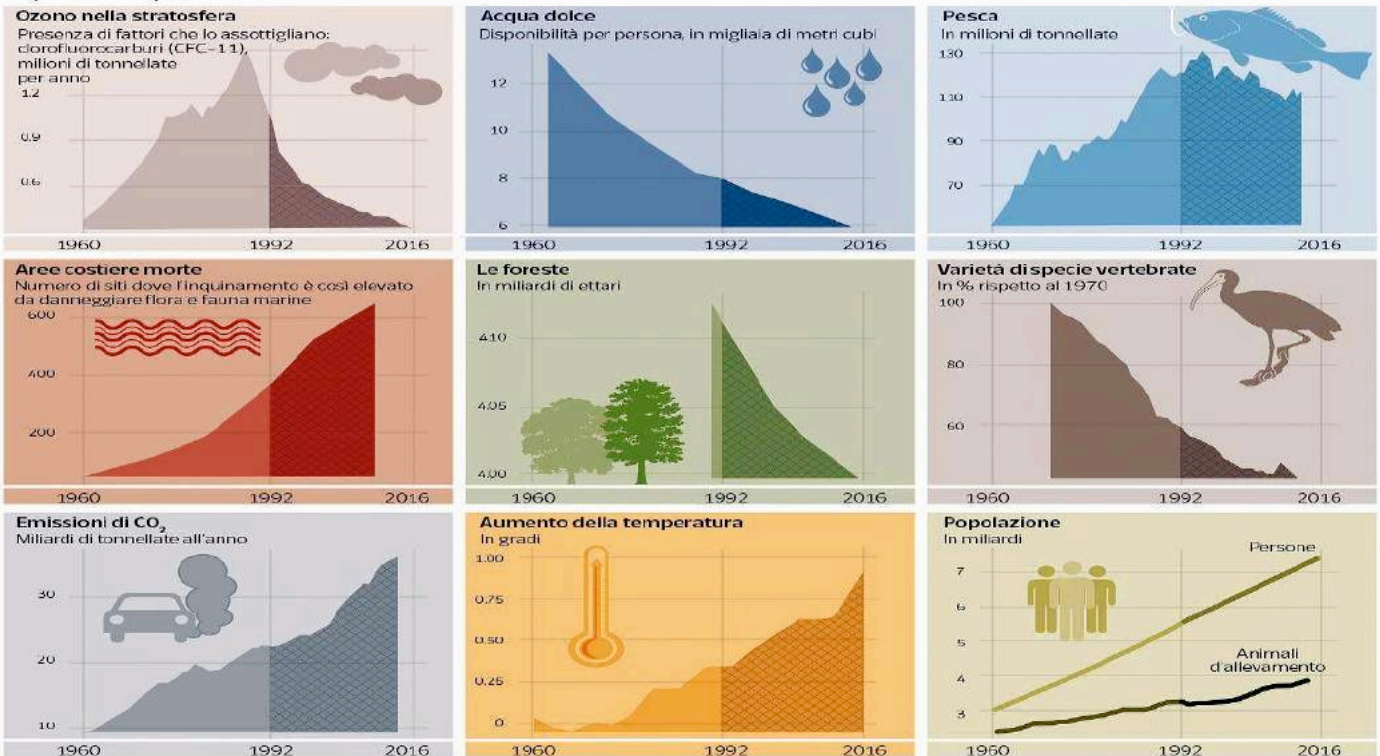 Ozono nella stratosfera
Presenza di fattori che lo assottigliano:
clorofluorocarburi (CFC-11),
milioni di tonnellate
per anno
1.2
0.9
0.6
1960
1992
2016
Acqua dolce
Disponibilità per persona, in migliaia di metri cubi
12
10
8
6
1960
1992
2016
Pesca
In milioni di tonnellate
130
110
90
70
1960
1992
2016
Aree costiere morte
Numero di siti dove l'inquinamento è così elevato
da danneggiare flora e fauna marine
600
400
200
1960
1992
2016
Le foreste
In miliardi di ettari
4.10
4.05
4.00
1960
1992
2016
Varietà di specie vertebrate
In % rispetto al 1970
100
80
60
1960
1992
2016
Emissioni di CO₂
Miliardi di tonnellate all'anno
30
20
10
1960
1992
2016
Aumento della temperatura
In gradi
1.00
0.75
0.50
0.25
0
1960
1992
2016
Popolazione
In miliardi
Persone
7
6
5
Animali
d'allevamento
4
3
1960
1992
2016